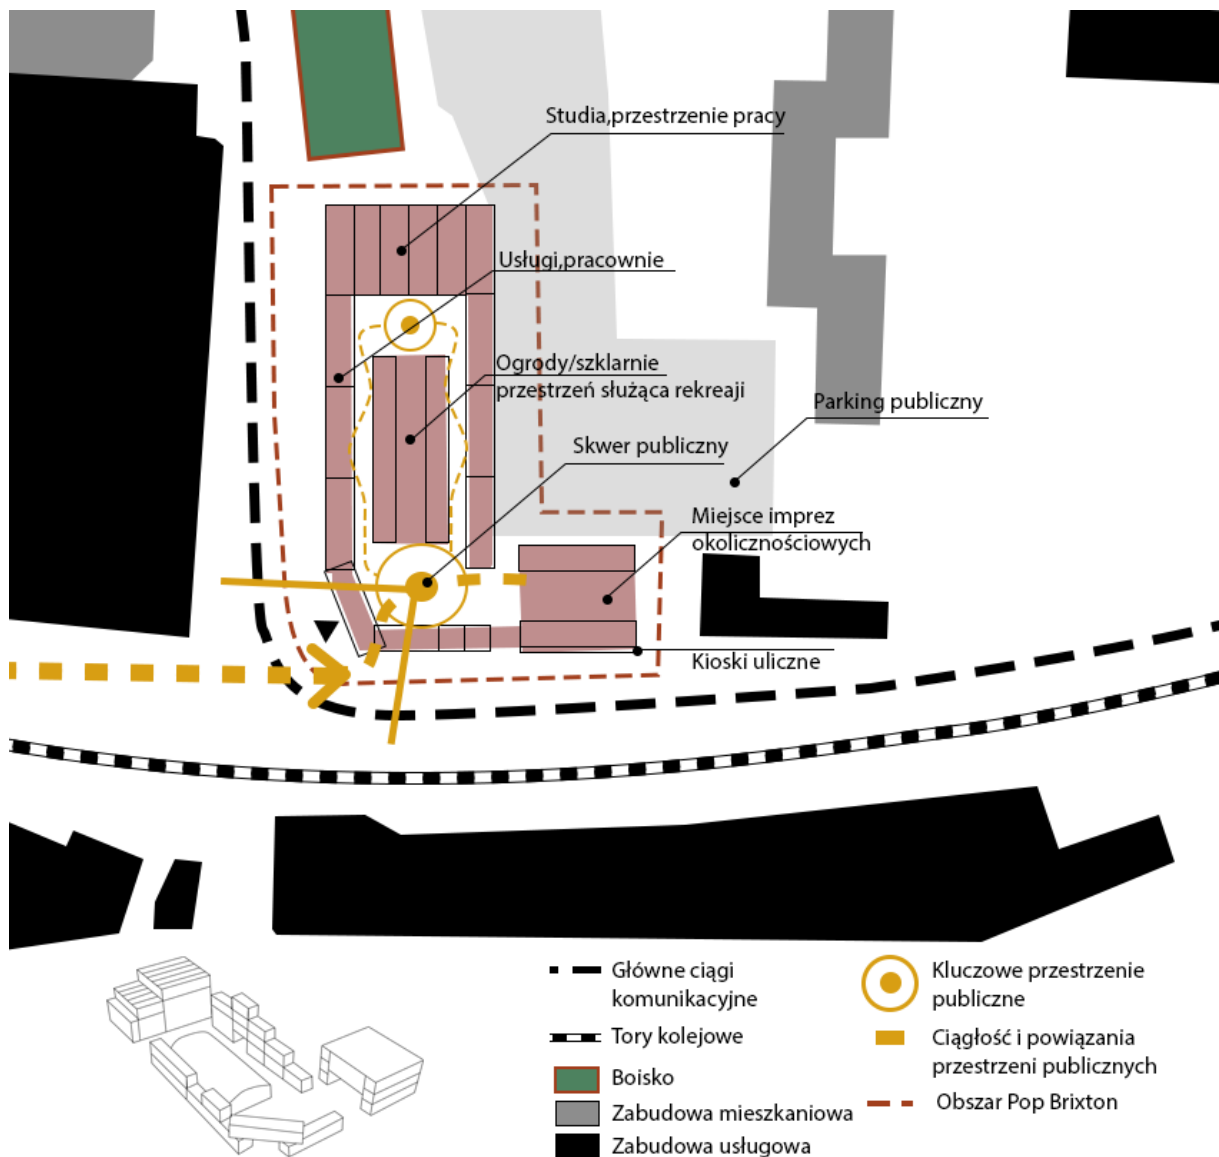 Studia,przestrzenie pracy
Usługi,pracownie
Ogrody/szklarnie
przestrzeń służąca rekreaji
Parking publiczny
Skwer publiczny
Miejsce imprez
okolicznościowych
Kioski uliczne
Główne ciągi
komunikacyjne
Tory kolejowe
Boisko
Zabudowa mieszkaniowa
Zabudowa usługowa
Kluczowe przestrzenie
publiczne
Ciągłość i powiązania
przestrzeni publicznych
Obszar Pop Brixton